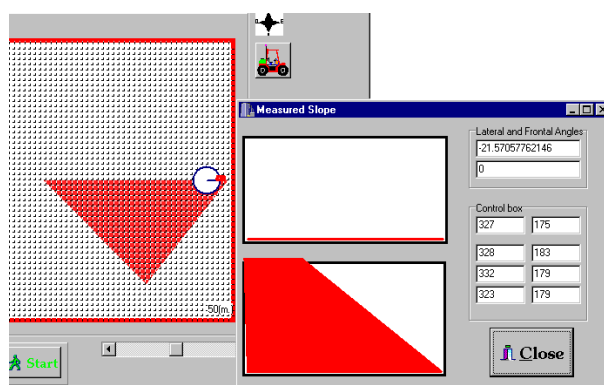 Measured Slope
Lateral and Frontal Angles
-21.57057762146
0
Control box
327 175
328 183
332 179
323 179
50(m.)
Start
Close